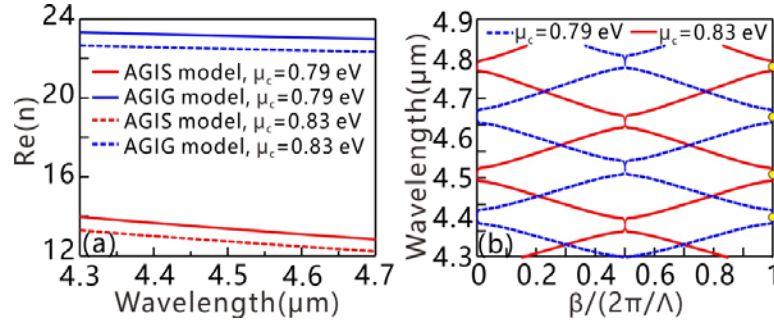 24
20
16
12
Re(n)
AGIS model, μc=0.79 eV
AGIG model, μc=0.79 eV
AGIS model, μc=0.83 eV
AGIG model, μc=0.83 eV
(a)
4.3 4.4 4.5 4.6 4.7
Wavelength(μm)
4.9
4.8
4.7
4.6
4.5
4.4
4.3
Wavelength(μm)
μc=0.79 eV μc=0.83 eV
(b)
0 0.2 0.4 0.6 0.8 1
β/(2π/Λ)